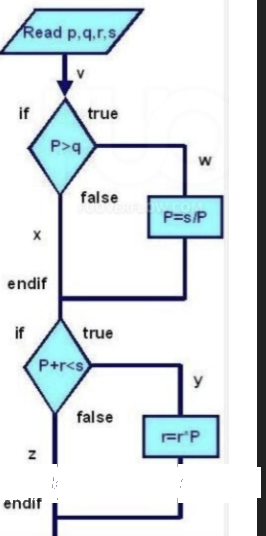 Read p,q,r,s
v
if true
P>q
w
false
P=s/P
x
endif
if true
P+r<s
y
false
r=r*P
z
endif